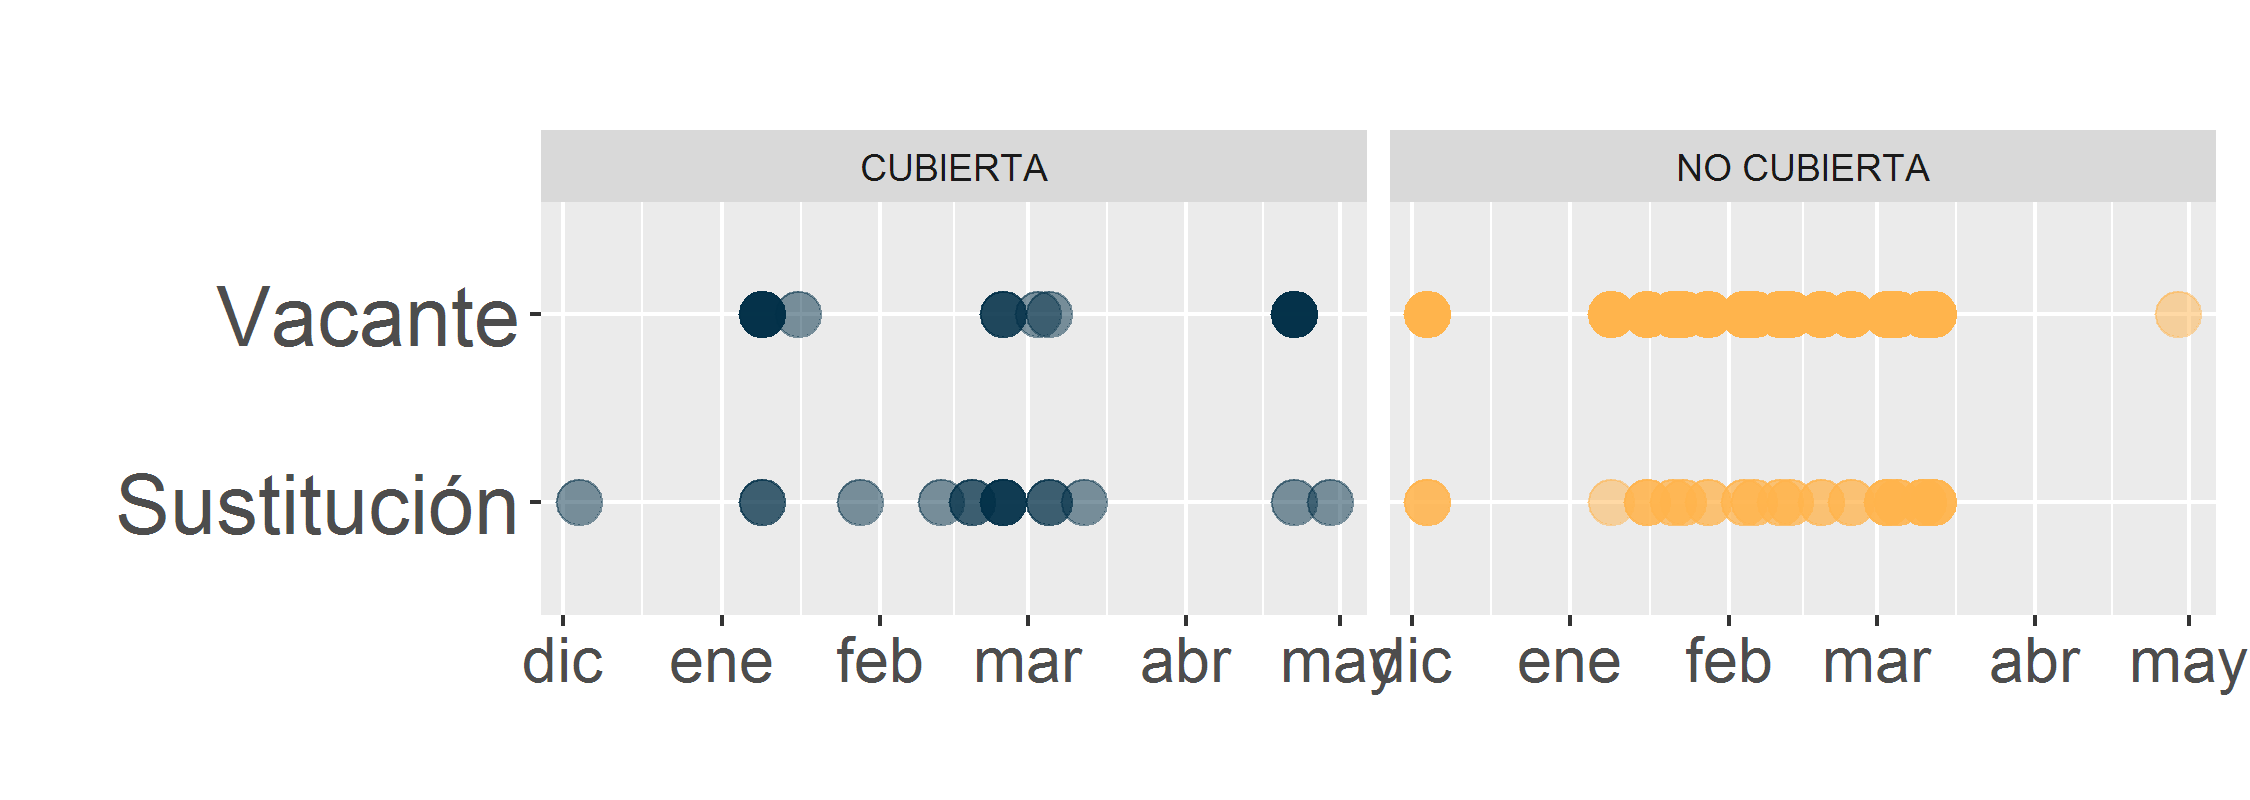 CUBIERTA NO CUBIERTA
Vacante
Sustitución
dic ene feb mar abr may dic ene feb mar abr may